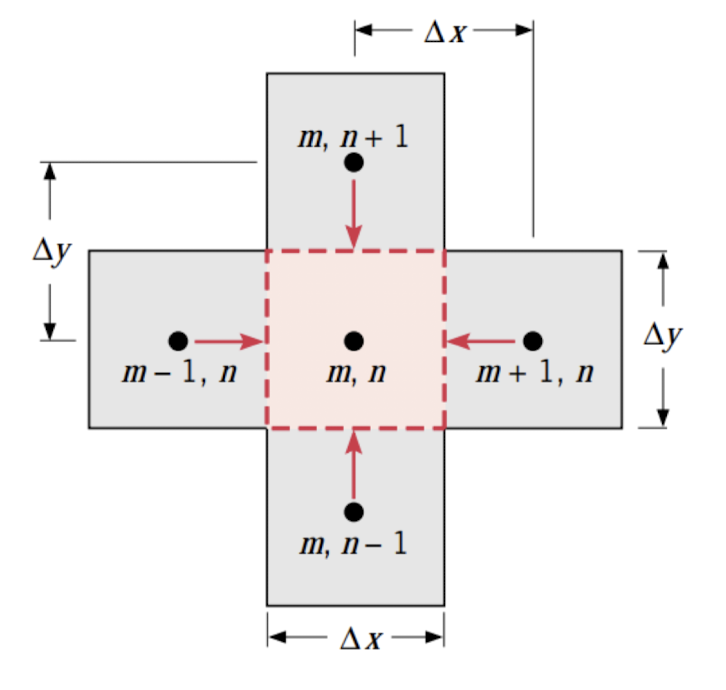 Δx
m, n + 1
Δy
Δy
m − 1, n
m, n
m + 1, n
m, n − 1
Δx